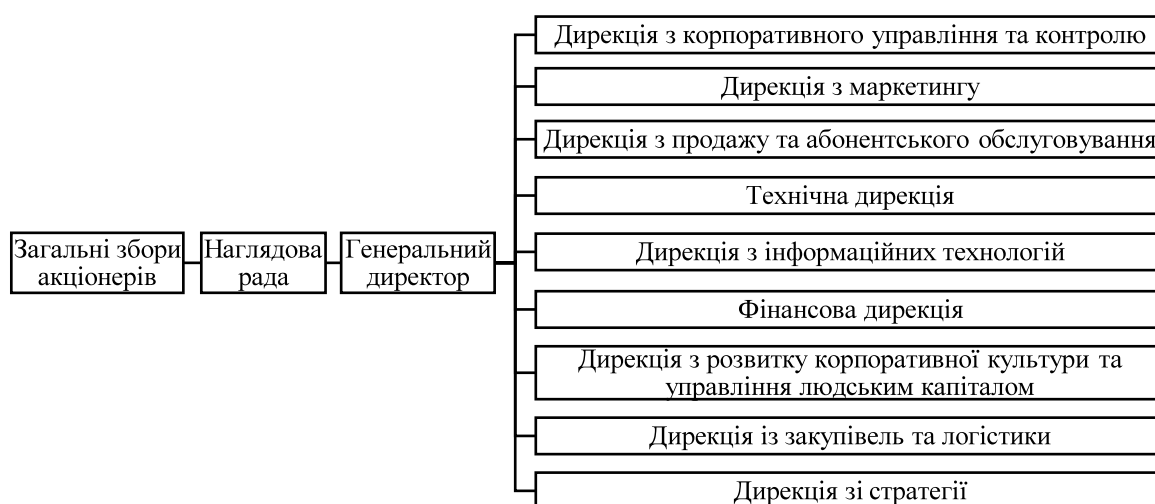 Дирекція з корпоративного управління та контролю
Дирекція з маркетингу
Дирекція з продажу та абонентського обслуговування
Технічна дирекція
Загальні збори
акціонерів
Наглядова
рада
Генеральний
директор
Дирекція з інформаційних технологій
Фінансова дирекція
Дирекція з розвитку корпоративної культури та
управління людським капіталом
Дирекція із закупівель та логістики
Дирекція зі стратегії